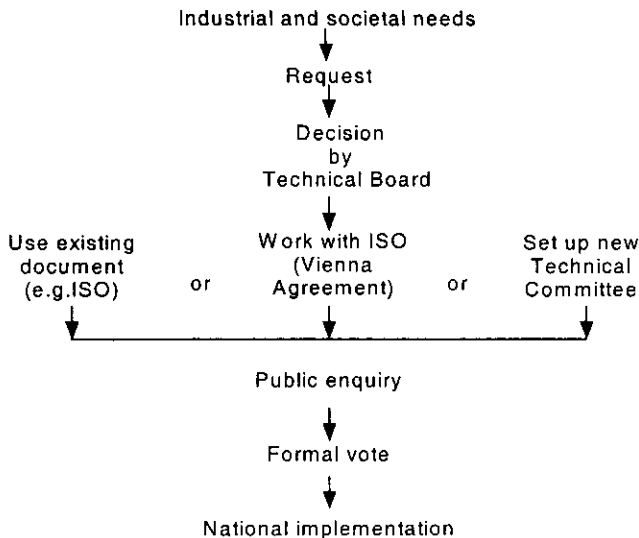 Industrial and societal needs
Request
Decision
by
Technical Board
Use existing
document
(e.g.ISO)
or
Work with ISO
(Vienna
Agreement)
or
Set up new
Technical
Committee
Public enquiry
Formal vote
National implementation